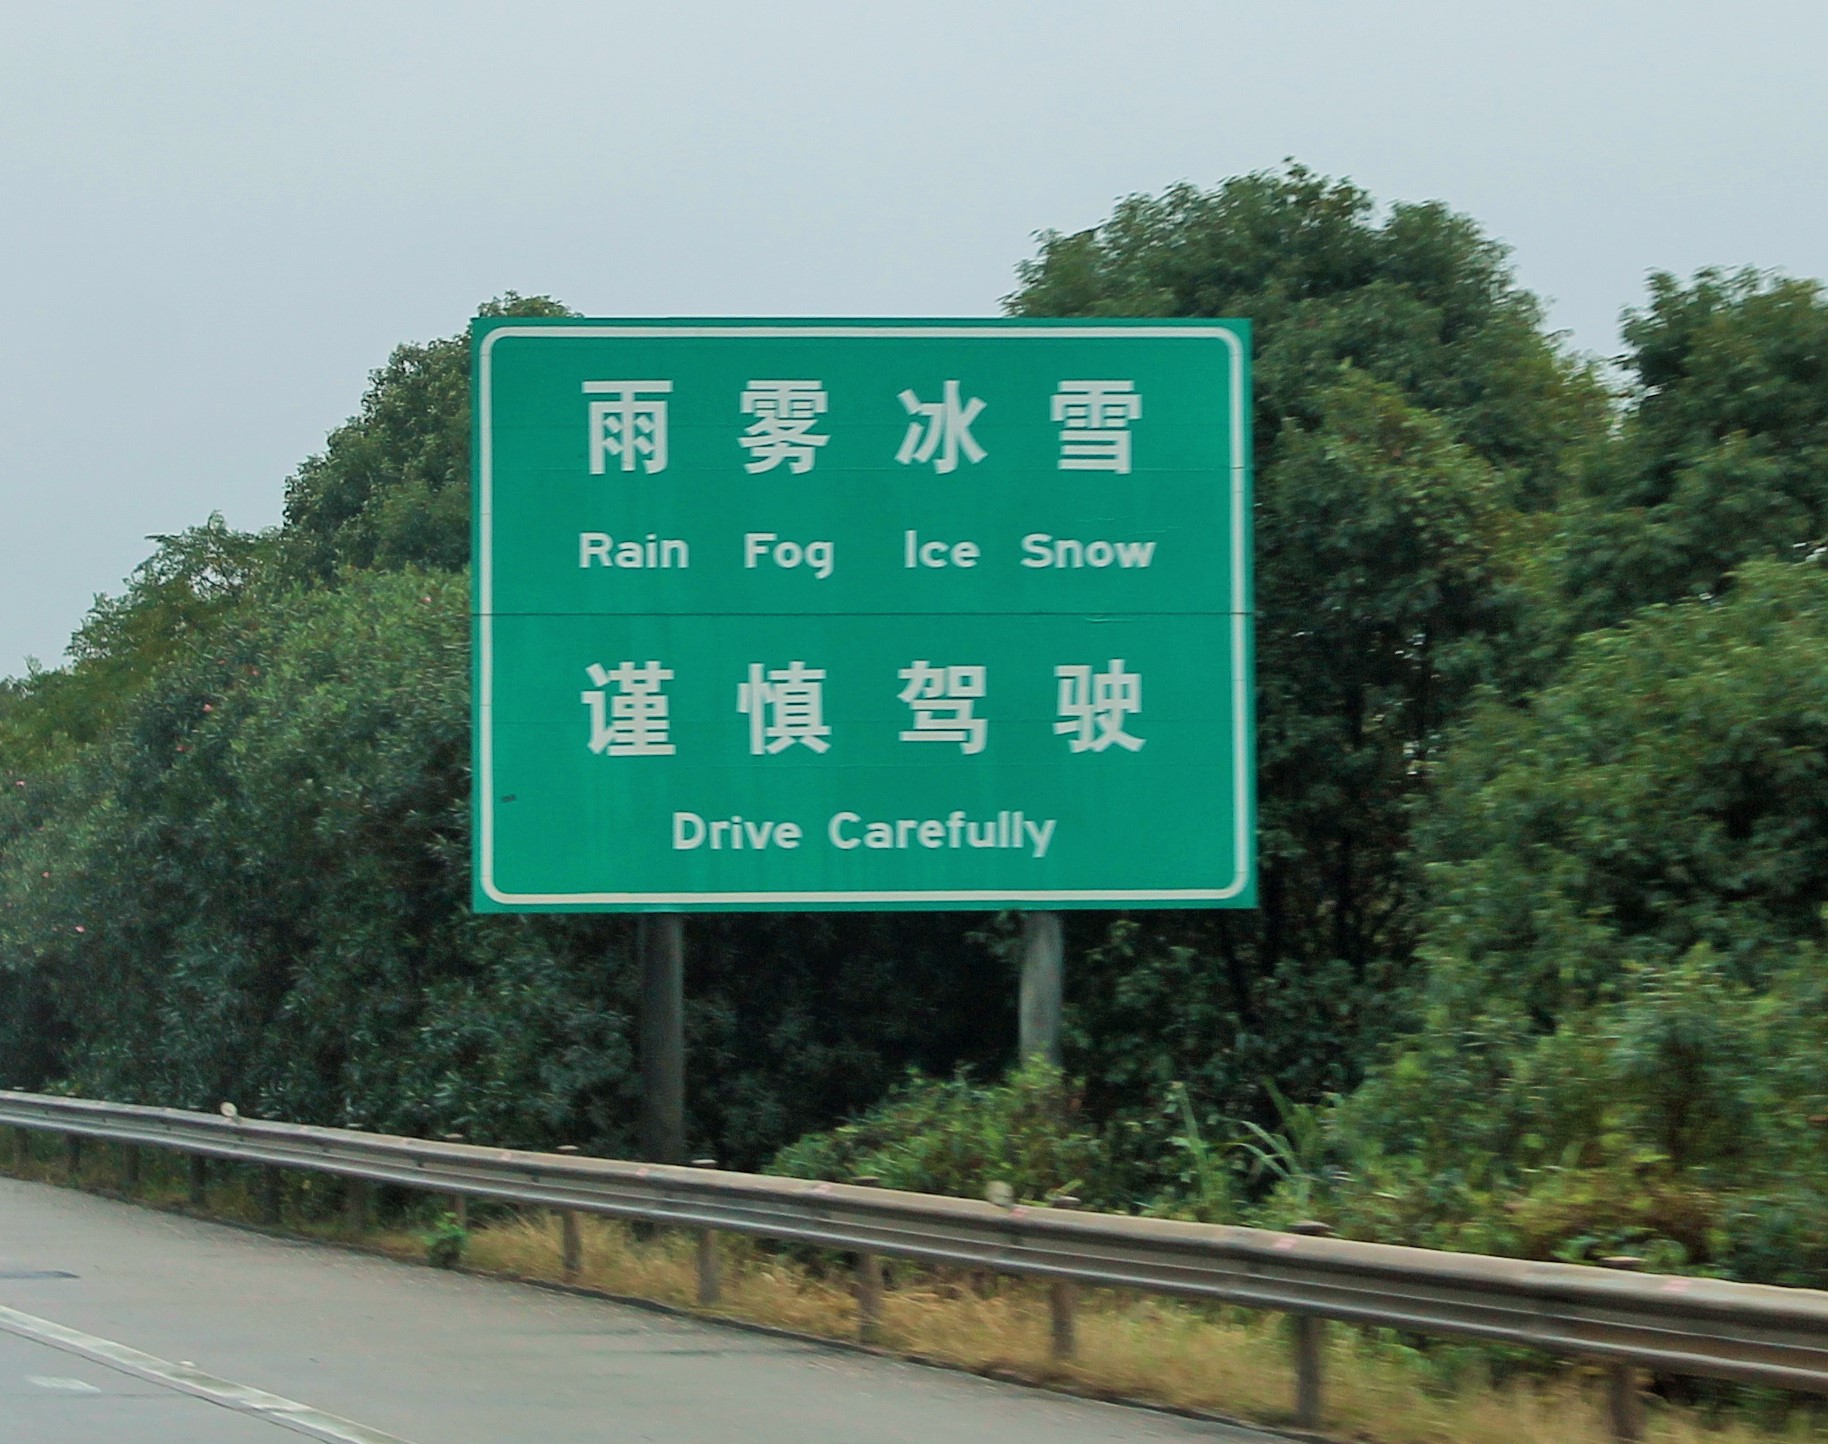 雨 雾 冰 雪
Rain Fog Ice Snow
谨 慎 驾 驶
Drive Carefully